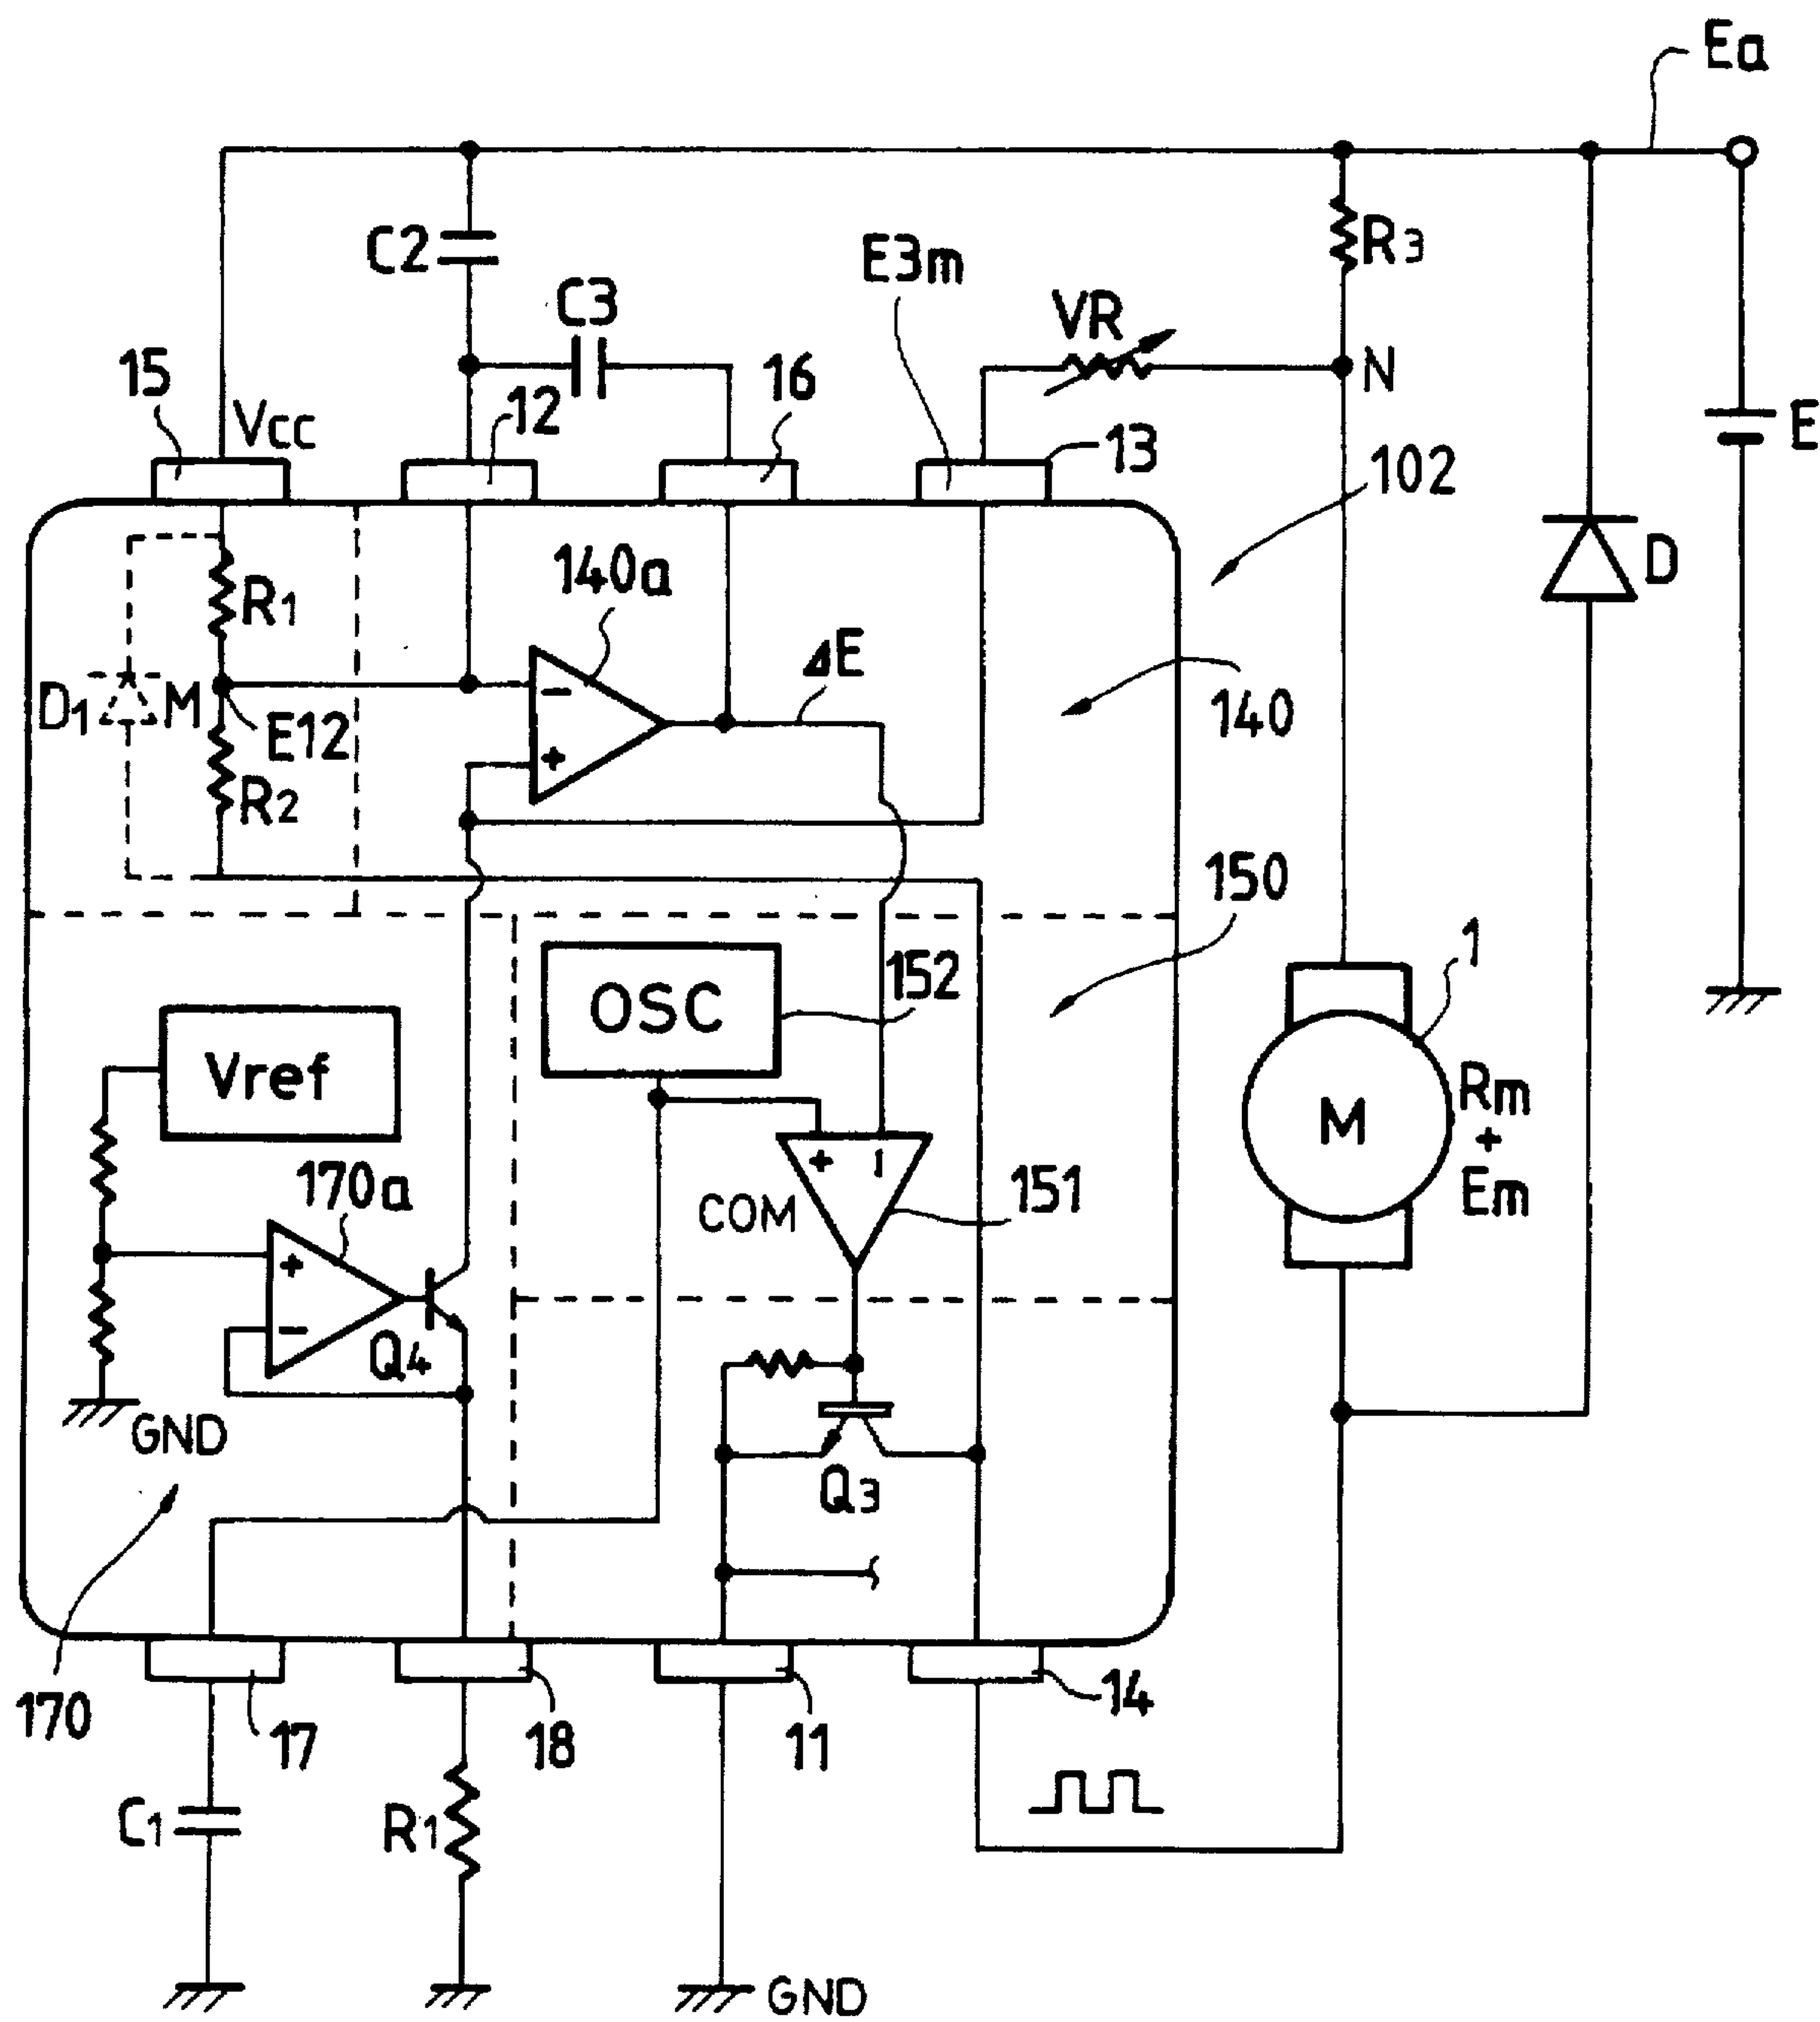 Ea
C2
R3
E3m
C3
VR
15
16
N
E
Vcc
12
13
102
140a
R1
D
ΔE
D1
M
E12
140
R2
150
1
152
OSC
Vref
Rm
+
Em
M
170a
+
-
COM
151
+
-
Q4
GND
Q3
170
17
18
11
14
C1
R1
GND
-
+